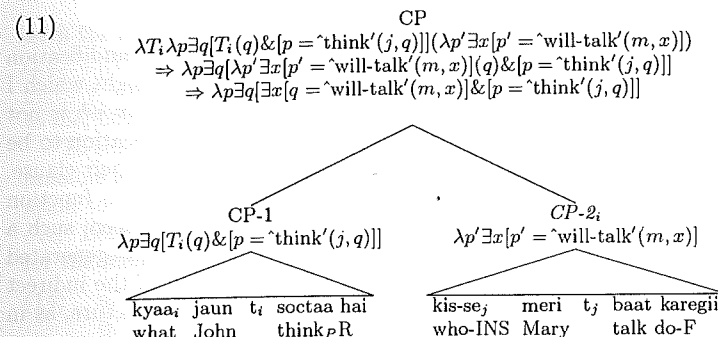 (11)
CP
λT_iλp∃q[T_i(q)&[p = ˆthink′(j,q)]](λp′∃x[p′ = ˆwill-talk′(m,x)])
⇒ λp∃q[λp′∃x[p′ = ˆwill-talk′(m,x)](q)&[p = ˆthink′(j,q)]]
⇒ λp∃q[∃x[q = ˆwill-talk′(m,x)]&[p = ˆthink′(j,q)]]
CP-1 CP-2_i
λp∃q[T_i(q)&[p = ˆthink′(j,q)]] λp′∃x[p′ = ˆwill-talk′(m,x)]
kyaa_i jaun t_i soctaa hai kis-se_j meri t_j baat karegii
what John think_PR who-INS Mary talk do-F